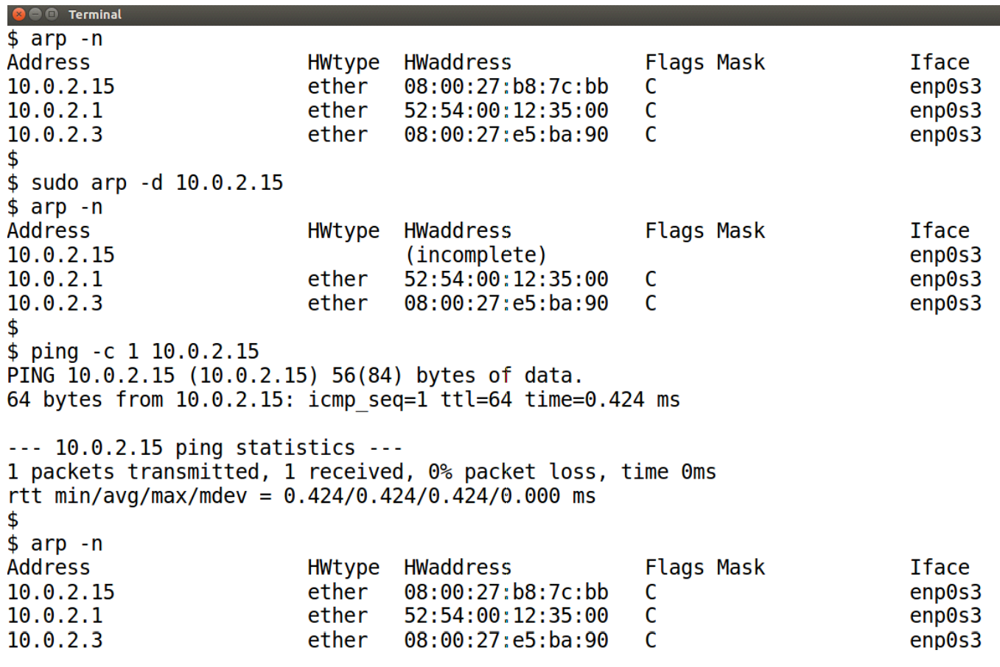 Terminal
$ arp -n
Address                  HWtype  HWaddress           Flags Mask            Iface
10.0.2.15                ether   08:00:27:b8:7c:bb   C                     enp0s3
10.0.2.1                 ether   52:54:00:12:35:00   C                     enp0s3
10.0.2.3                 ether   08:00:27:e5:ba:90   C                     enp0s3
$
$ sudo arp -d 10.0.2.15
$ arp -n
Address                  HWtype  HWaddress           Flags Mask            Iface
10.0.2.15                        (incomplete)                              enp0s3
10.0.2.1                 ether   52:54:00:12:35:00   C                     enp0s3
10.0.2.3                 ether   08:00:27:e5:ba:90   C                     enp0s3
$
$ ping -c 1 10.0.2.15
PING 10.0.2.15 (10.0.2.15) 56(84) bytes of data.
64 bytes from 10.0.2.15: icmp_seq=1 ttl=64 time=0.424 ms

--- 10.0.2.15 ping statistics ---
1 packets transmitted, 1 received, 0% packet loss, time 0ms
rtt min/avg/max/mdev = 0.424/0.424/0.424/0.000 ms
$
$ arp -n
Address                  HWtype  HWaddress           Flags Mask            Iface
10.0.2.15                ether   08:00:27:b8:7c:bb   C                     enp0s3
10.0.2.1                 ether   52:54:00:12:35:00   C                     enp0s3
10.0.2.3                 ether   08:00:27:e5:ba:90   C                     enp0s3